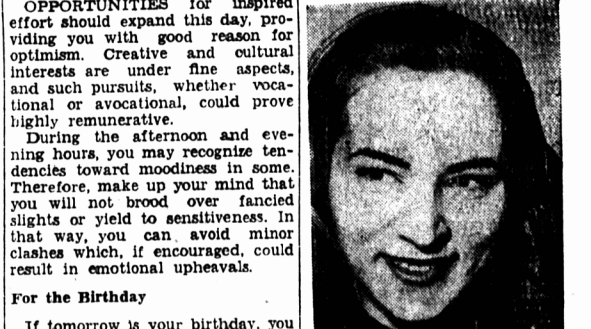 OPPORTUNITIES for inspired
effort should expand this day, pro-
viding you with good reason for
optimism. Creative and cultural
interests are under fine aspects,
and such pursuits, whether voca-
tional or avocational, could prove
highly remunerative.
During the afternoon and eve-
ning hours, you may recognize ten-
dencies toward moodiness in some.
Therefore, make up your mind that
you will not brood over fancied
slights or yield to sensitiveness. In
that way, you can avoid minor
clashes which, if encouraged, could
result in emotional upheavals.
For the Birthday
If tomorrow is your birthday, you